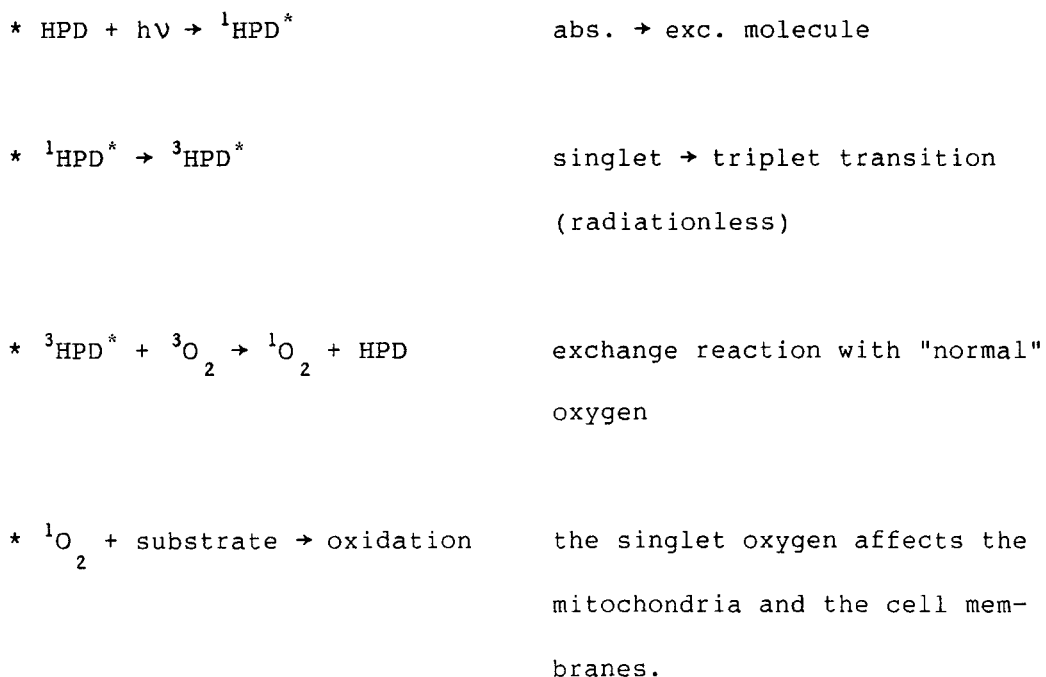 * HPD + hν → ¹HPD* abs. → exc. molecule
* ¹HPD* → ³HPD* singlet → triplet transition
(radiationless)
* ³HPD* + ³O₂ → ¹O₂ + HPD exchange reaction with "normal"
oxygen
* ¹O₂ + substrate → oxidation the singlet oxygen affects the
mitochondria and the cell mem-
branes.